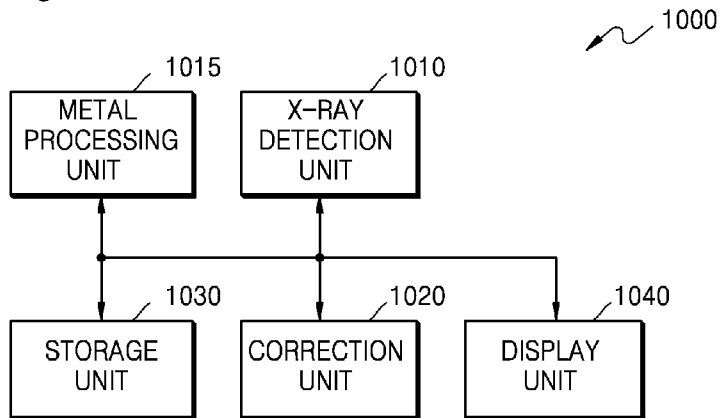 1000
1015
METAL
PROCESSING
UNIT
1010
X-RAY
DETECTION
UNIT
1030
STORAGE
UNIT
1020
CORRECTION
UNIT
1040
DISPLAY
UNIT